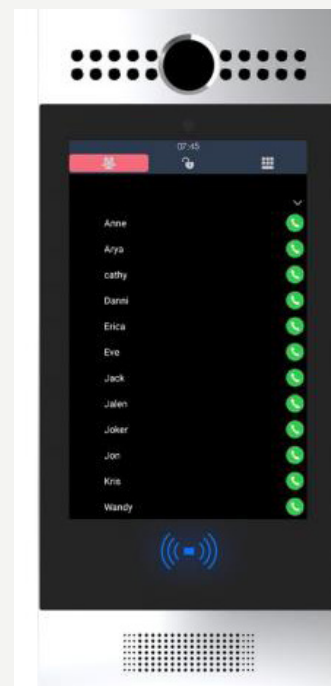 07:45
Anne
Arya
cathy
Danni
Erica
Eve
Jack
Jalen
Joker
Jon
Kris
Wandy